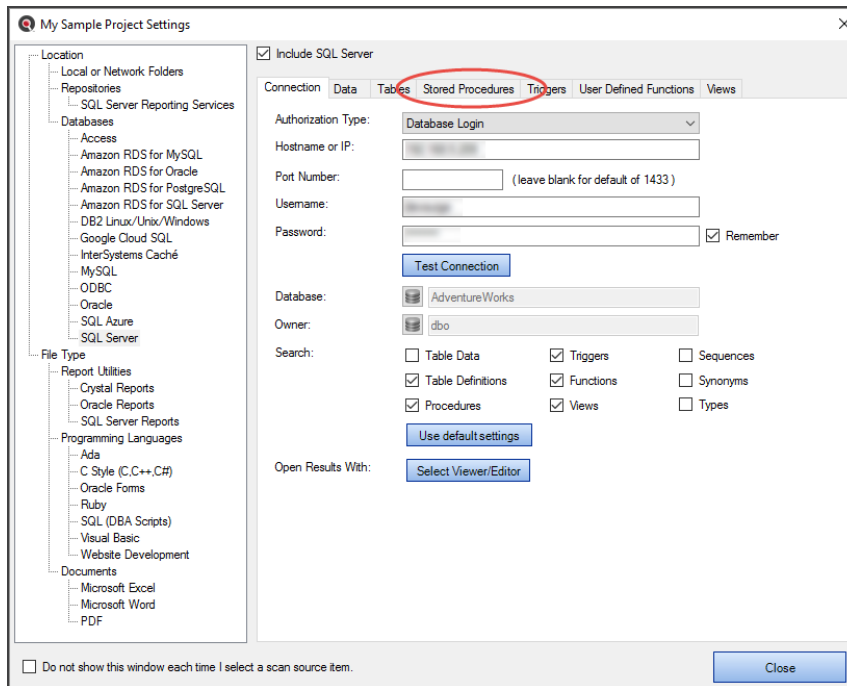 My Sample Project Settings
Location
Local or Network Folders
Repositories
SQL Server Reporting Services
Databases
Access
Amazon RDS for MySQL
Amazon RDS for Oracle
Amazon RDS for PostgreSQL
Amazon RDS for SQL Server
DB2 Linux/Unix/Windows
Google Cloud SQL
InterSystems Caché
MySQL
ODBC
Oracle
SQL Azure
SQL Server
File Type
Report Utilities
Crystal Reports
Oracle Reports
SQL Server Reports
Programming Languages
Ada
C Style (C,C++,C#)
Oracle Forms
Ruby
SQL (DBA Scripts)
Visual Basic
Website Development
Documents
Microsoft Excel
Microsoft Word
PDF
Include SQL Server
Connection Data Tables Stored Procedures Triggers User Defined Functions Views
Authorization Type: Database Login
Hostname or IP:
Port Number: (leave blank for default of 1433 )
Username:
Password: Remember
Test Connection
Database: AdventureWorks
Owner: dbo
Search: Table Data Triggers Sequences
Table Definitions Functions Synonyms
Procedures Views Types
Use default settings
Open Results With: Select Viewer/Editor
Do not show this window each time I select a scan source item.
Close